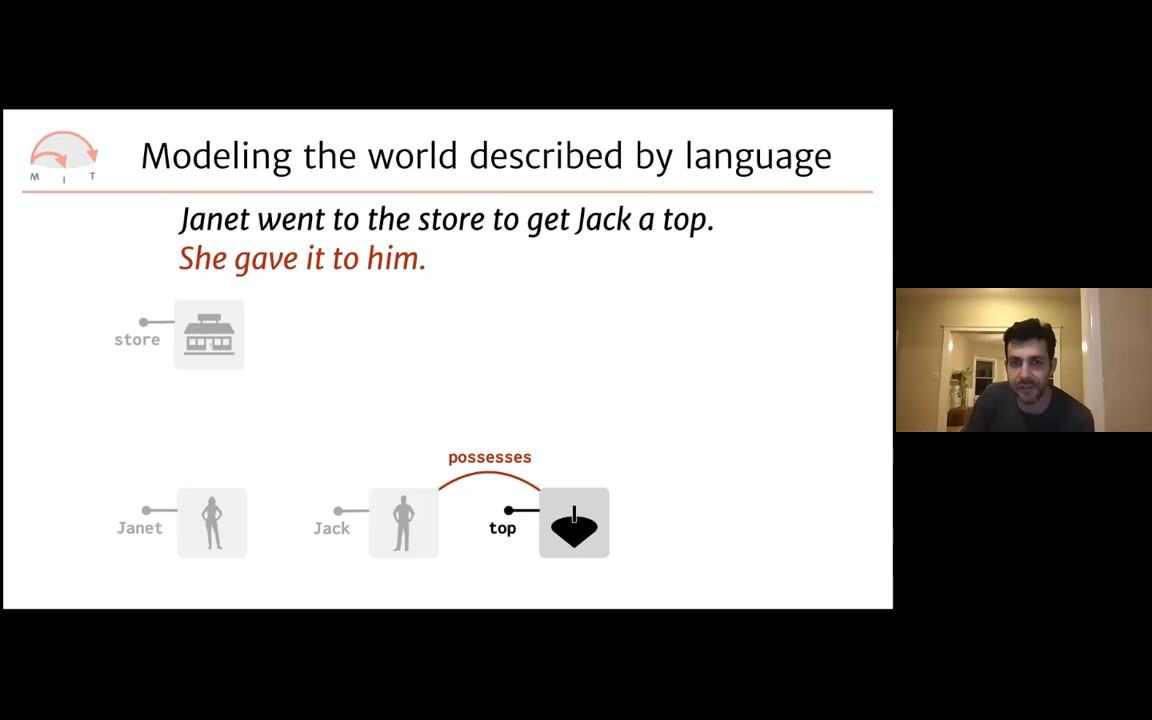 M I T
Modeling the world described by language
Janet went to the store to get Jack a top.
She gave it to him.
store
possesses
Janet
Jack
top